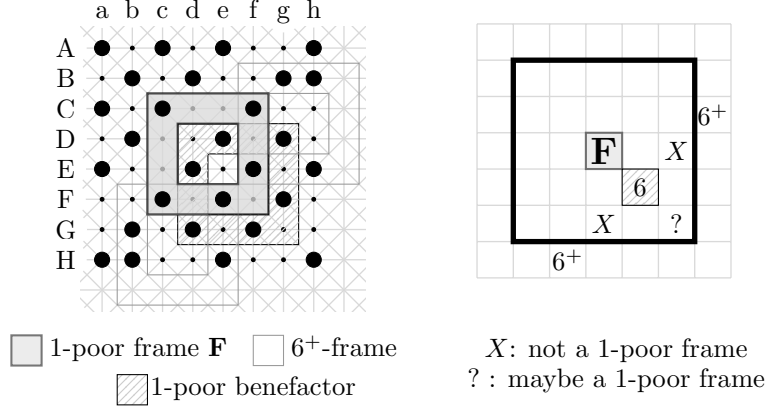 a b c d e f g h
A
B
C
D
E
F
G
H
6⁺
F
X
6
X
?
6⁺
1-poor frame F
6⁺-frame
1-poor benefactor
X: not a 1-poor frame
? : maybe a 1-poor frame